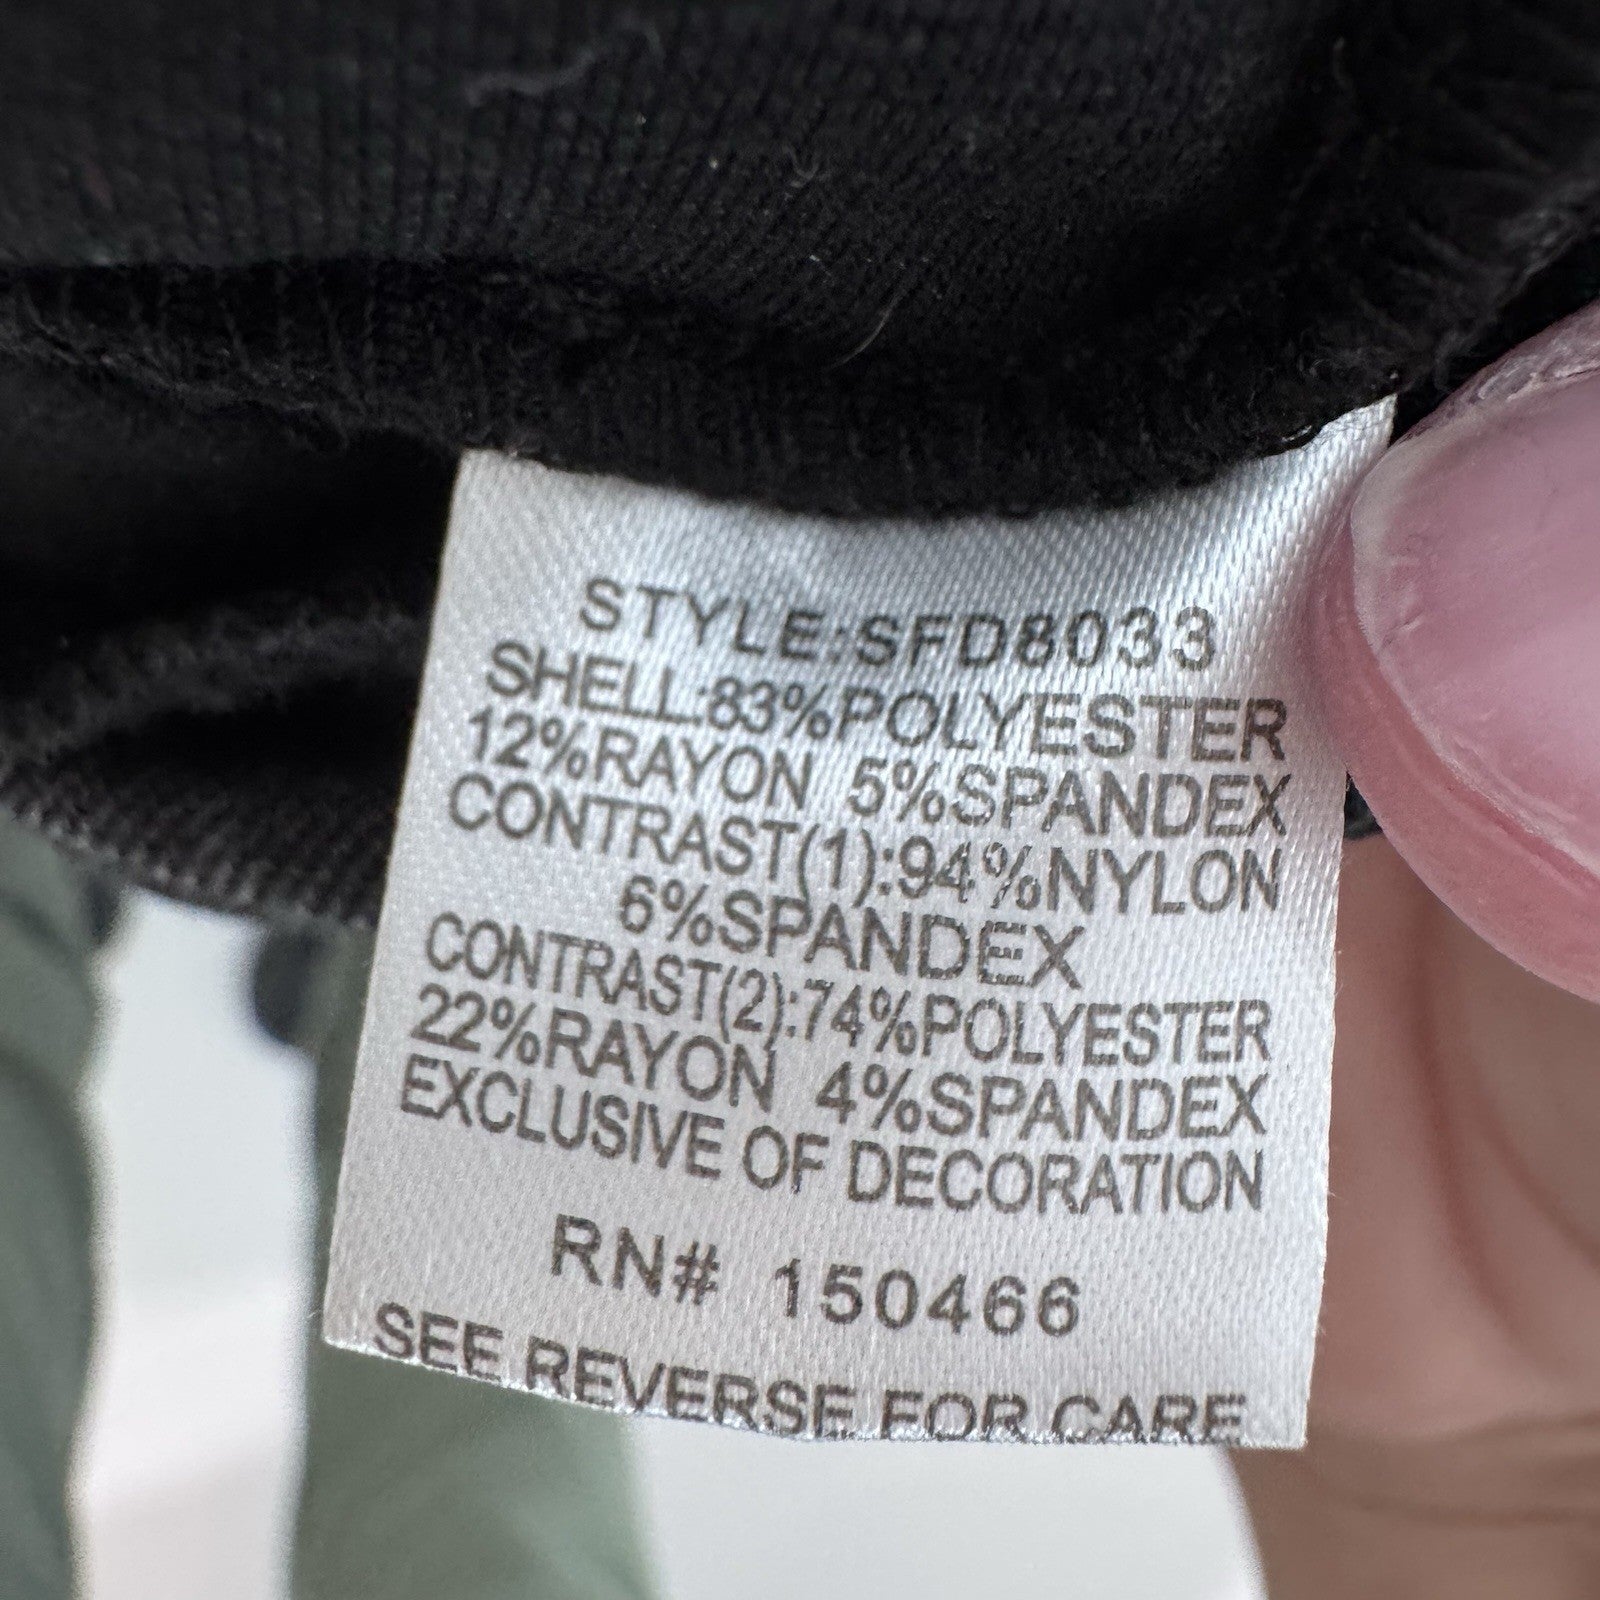 STYLE:SFD8033
SHELL:83%POLYESTER
12%RAYON 5%SPANDEX
CONTRAST(1):94%NYLON
6%SPANDEX
CONTRAST(2):74%POLYESTER
22%RAYON 4%SPANDEX
EXCLUSIVE OF DECORATION
RN# 150466
SEE REVERSE FOR CARE